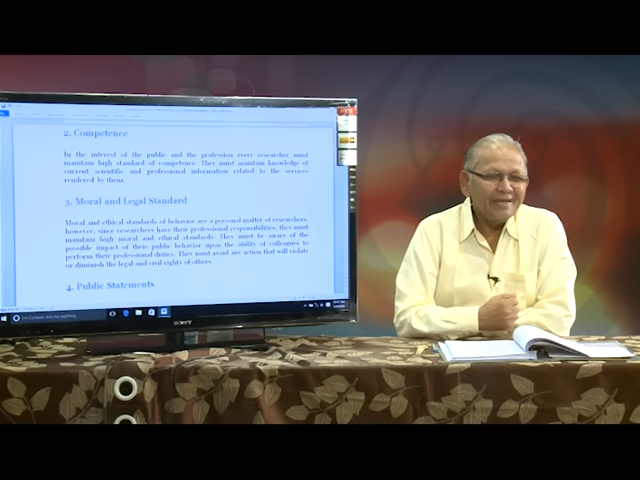 2. Competence
In the interest of the public and the profession every researcher must
maintain high standard of competence. They must maintain knowledge of
current scientific and professional information related to the services
rendered by them.
3. Moral and Legal Standard
Moral and ethical standards of behavior are a personal matter of researchers,
however, since researchers have their professional responsibilities, they must
maintain high moral and ethical standards. They must be aware of the
possible impact of their public behavior upon the ability of colleagues to
perform their professional duties. They must avoid any action that will violate
or diminish the legal and civil rights of others.
4. Public Statements
SONY